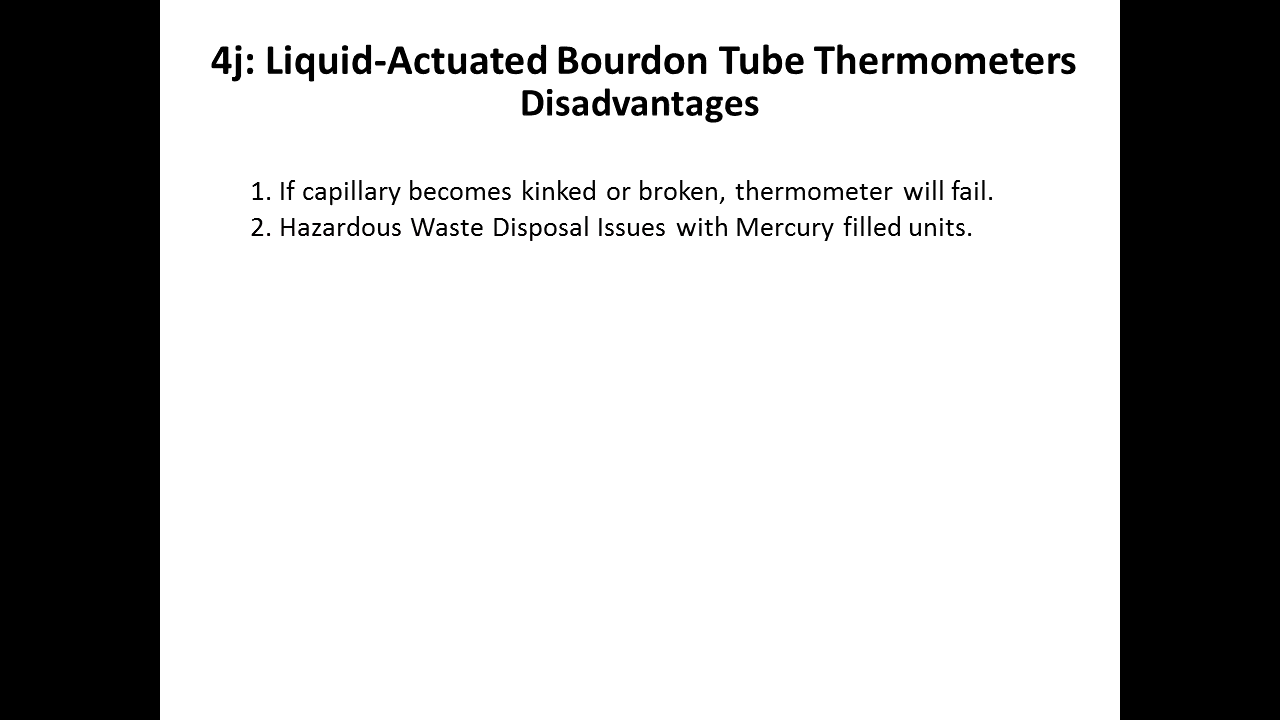 4j: Liquid-Actuated Bourdon Tube Thermometers
Disadvantages
1. If capillary becomes kinked or broken, thermometer will fail.
2. Hazardous Waste Disposal Issues with Mercury filled units.